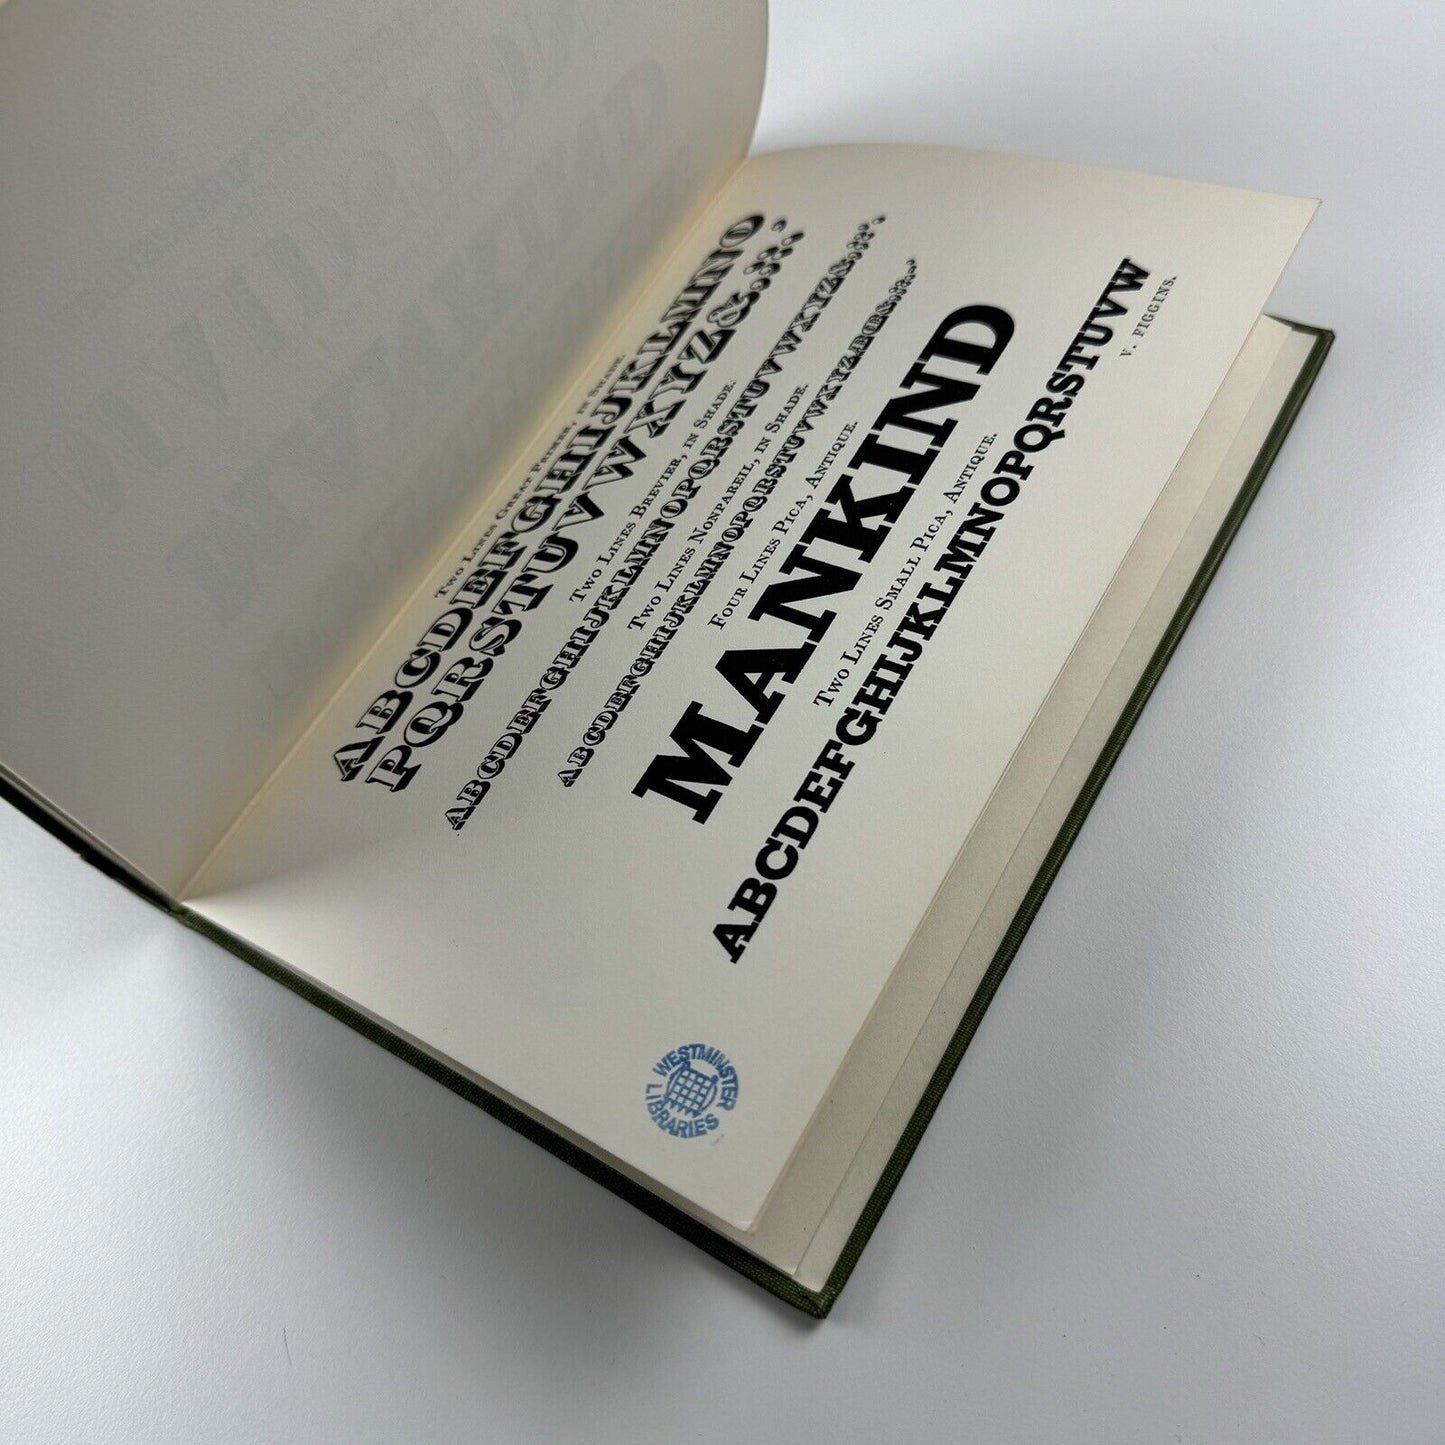 Two Lines Great Primer, in Shade
ABCDEFGHIJKLMNO
PQRSTUVWXYZ&.,:;'
Two Lines Brevier, in Shade.
ABCDEFGHIJKLMNOPQRSTUVWXYZ&.,:;'
Two Lines Nonpareil, in Shade.
ABCDEFGHIJKLMNOPQRSTUVWXYZÆŒ&.,:;-'
Four Lines Pica, Antique.
MANKIND
Two Lines Small Pica, Antique.
ABCDEFGHIJKLMNOPQRSTUVW
V. FIGGINS.
WESTMINSTER
LIBRARIES